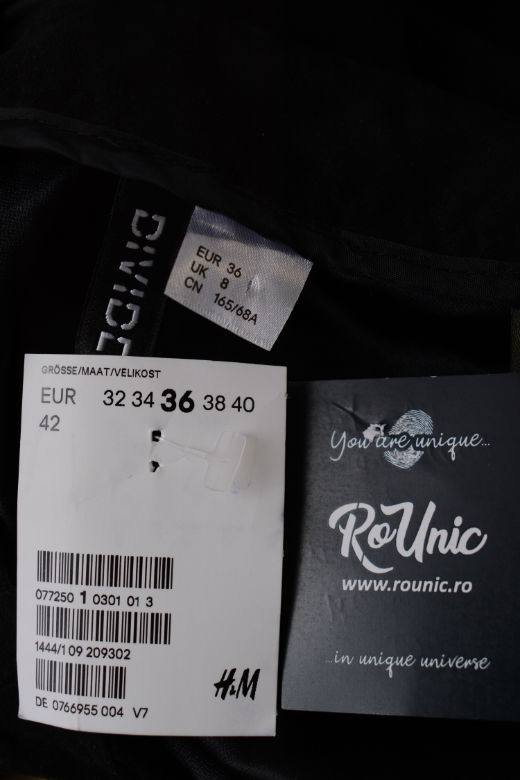 DIVIDE
EUR 36
UK 8
CN 165/68A
GRÖSSE/MAAT/VELIKOST
EUR 32 34 36 38 40
42
077250 1 0301 01 3
1444/1 09 209302
DE 0766955 004 V7
H&M
You are unique...
RoUnic
www.rounic.ro
...in unique universe